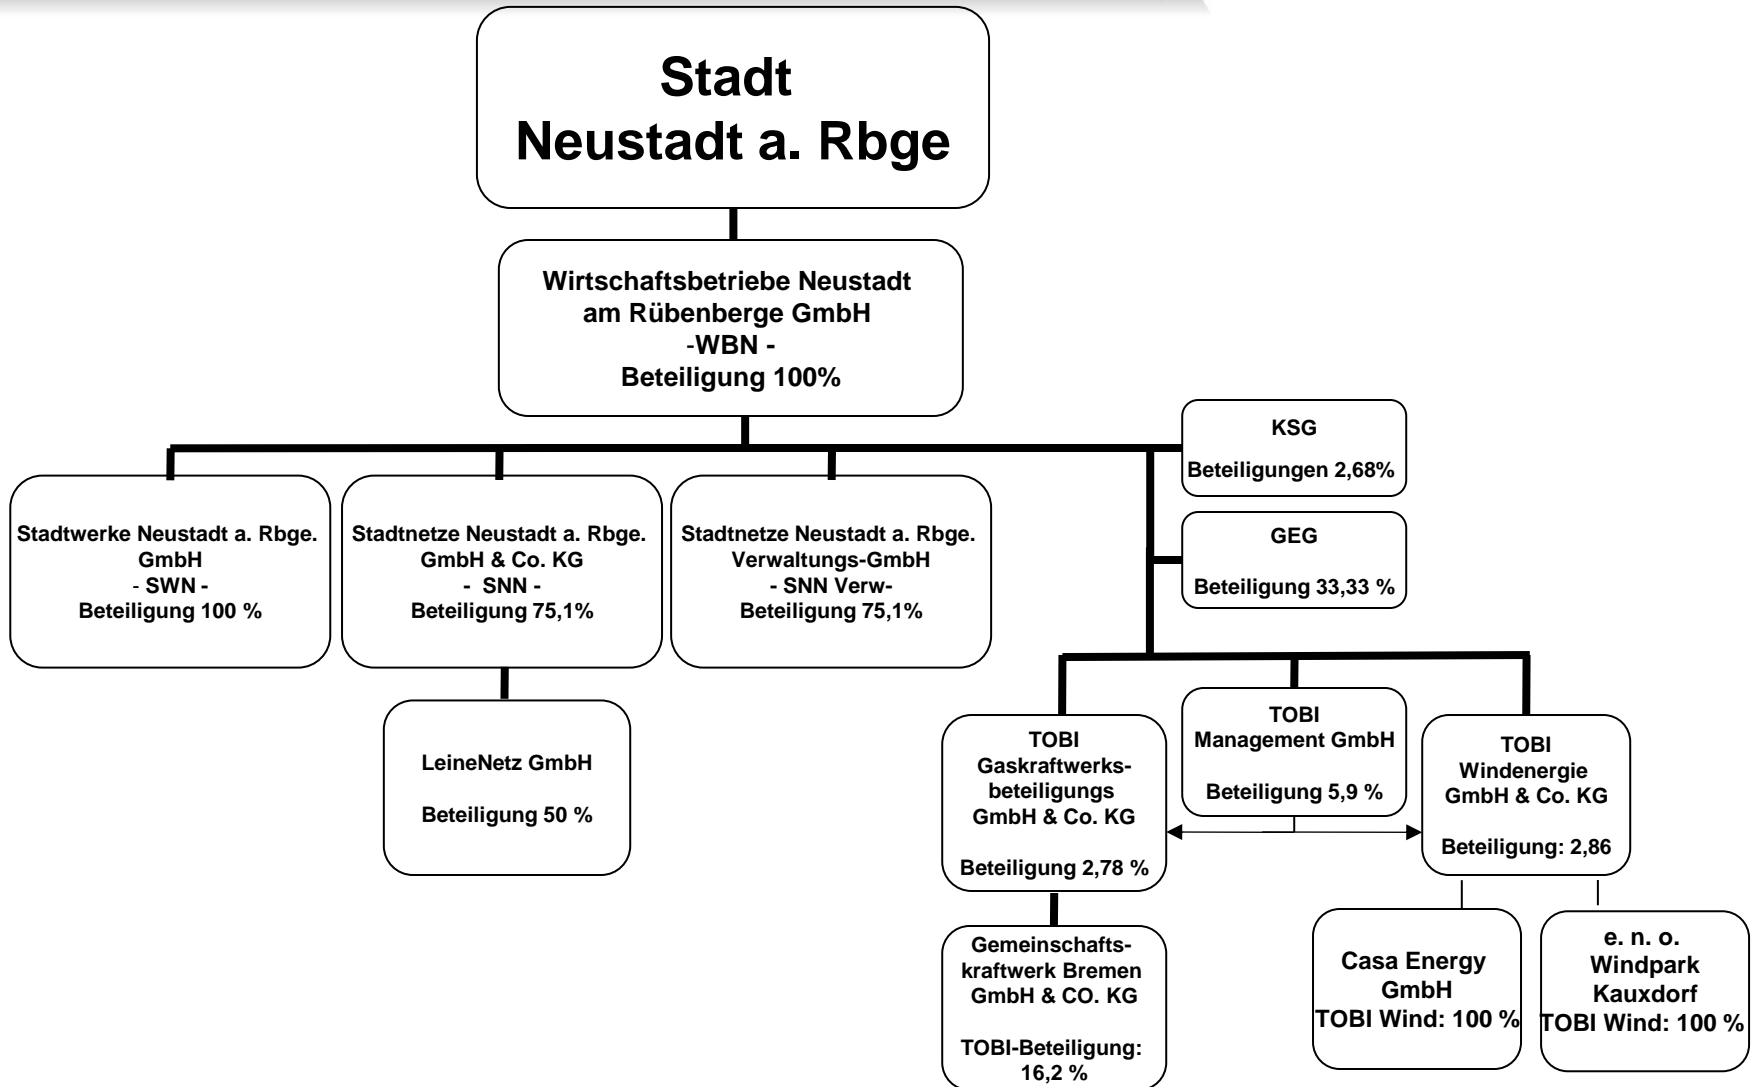 Stadt
Neustadt a. Rbge
Wirtschaftsbetriebe Neustadt
am Rübenberge GmbH
-WBN -
Beteiligung 100%
KSG
Beteiligungen 2,68%
GEG
Beteiligung 33,33 %
Stadtwerke Neustadt a. Rbge.
GmbH
- SWN -
Beteiligung 100 %
Stadtnetze Neustadt a. Rbge.
GmbH & Co. KG
- SNN -
Beteiligung 75,1%
Stadtnetze Neustadt a. Rbge.
Verwaltungs-GmbH
- SNN Verw-
Beteiligung 75,1%
LeineNetz GmbH
Beteiligung 50 %
TOBI
Gaskraftwerks-
beteiligungs
GmbH & Co. KG
Beteiligung 2,78 %
TOBI
Management GmbH
Beteiligung 5,9 %
TOBI
Windenergie
GmbH & Co. KG
Beteiligung: 2,86
Gemeinschafts-
kraftwerk Bremen
GmbH & CO. KG
TOBI-Beteiligung:
16,2 %
Casa Energy
GmbH
TOBI Wind: 100 %
e. n. o.
Windpark
Kauxdorf
TOBI Wind: 100 %